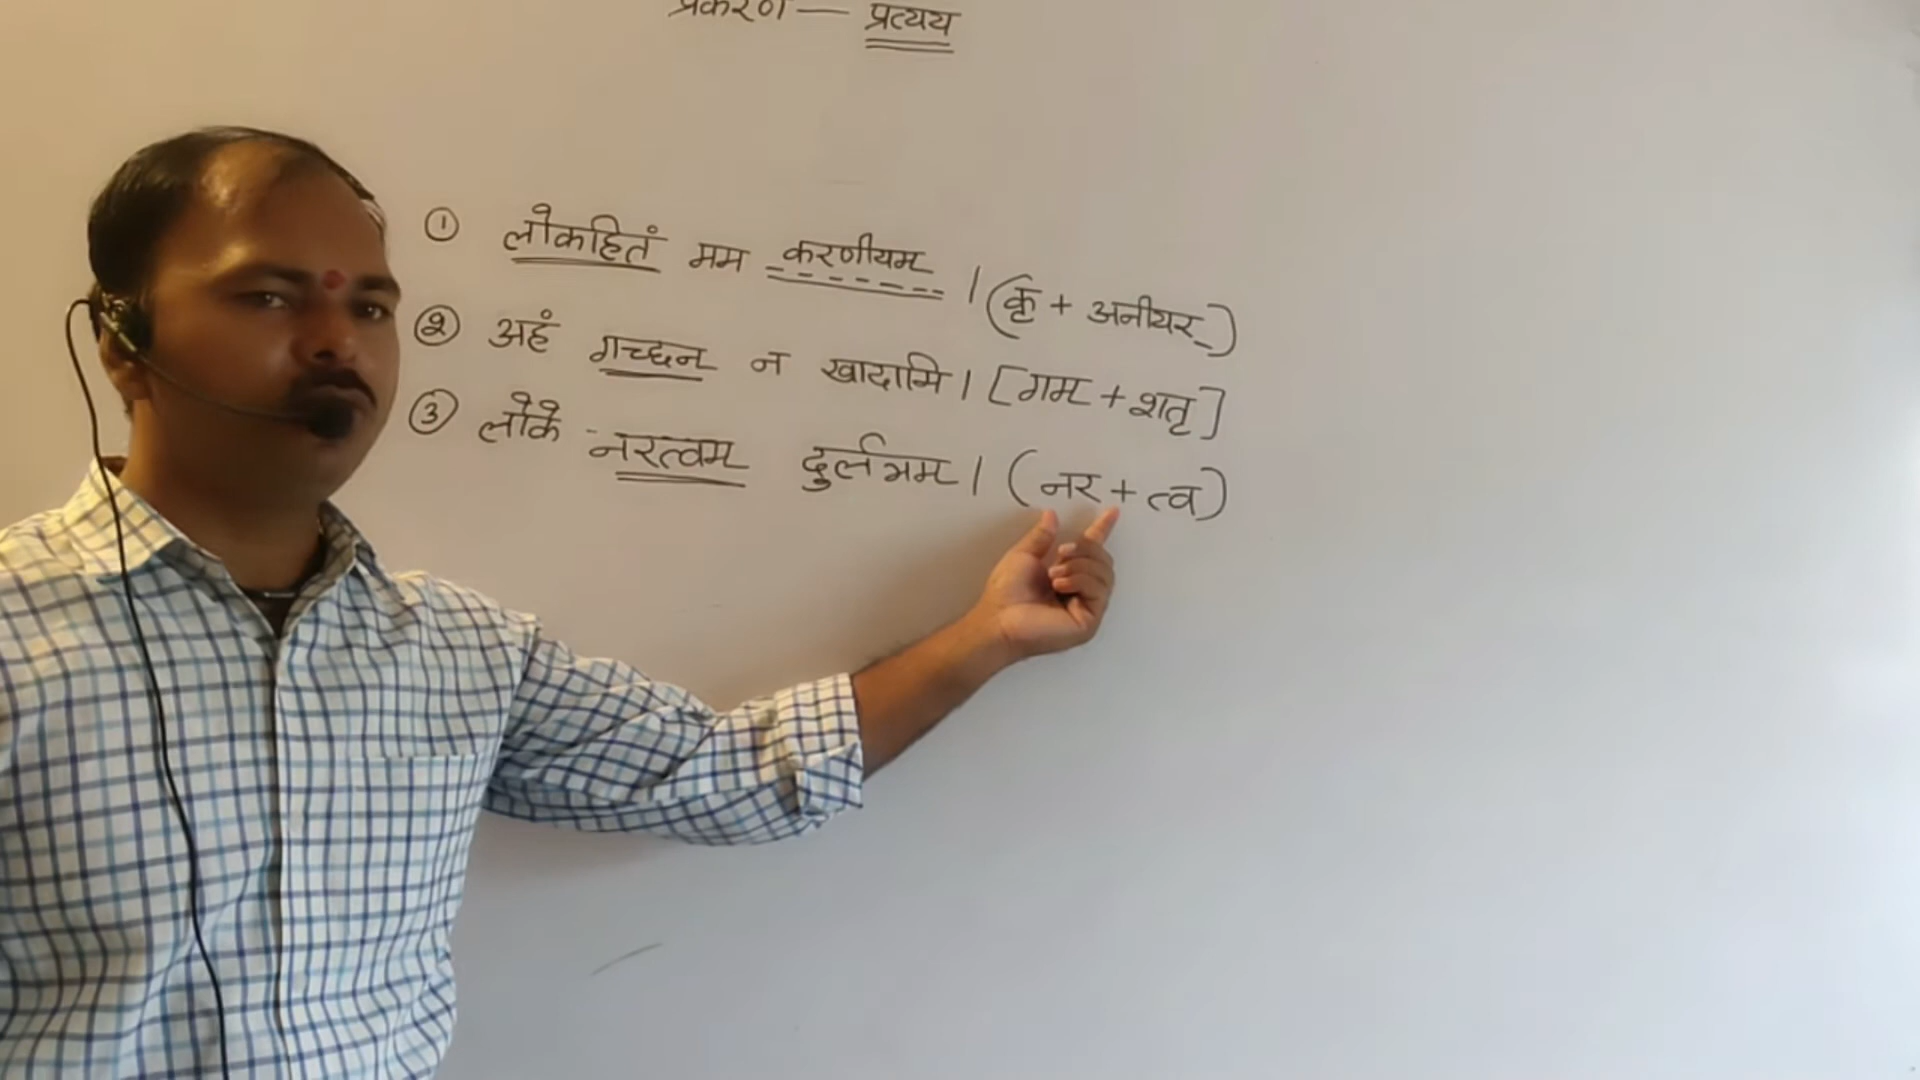 प्रकरण — प्रत्यय
① लोकहितं मम करणीयम् । (कृ + अनीयर्)
② अहं गच्छन् न खादामि । [गम् + शतृ]
③ लोके नरत्वम् दुर्लभम् । (नर + त्व)